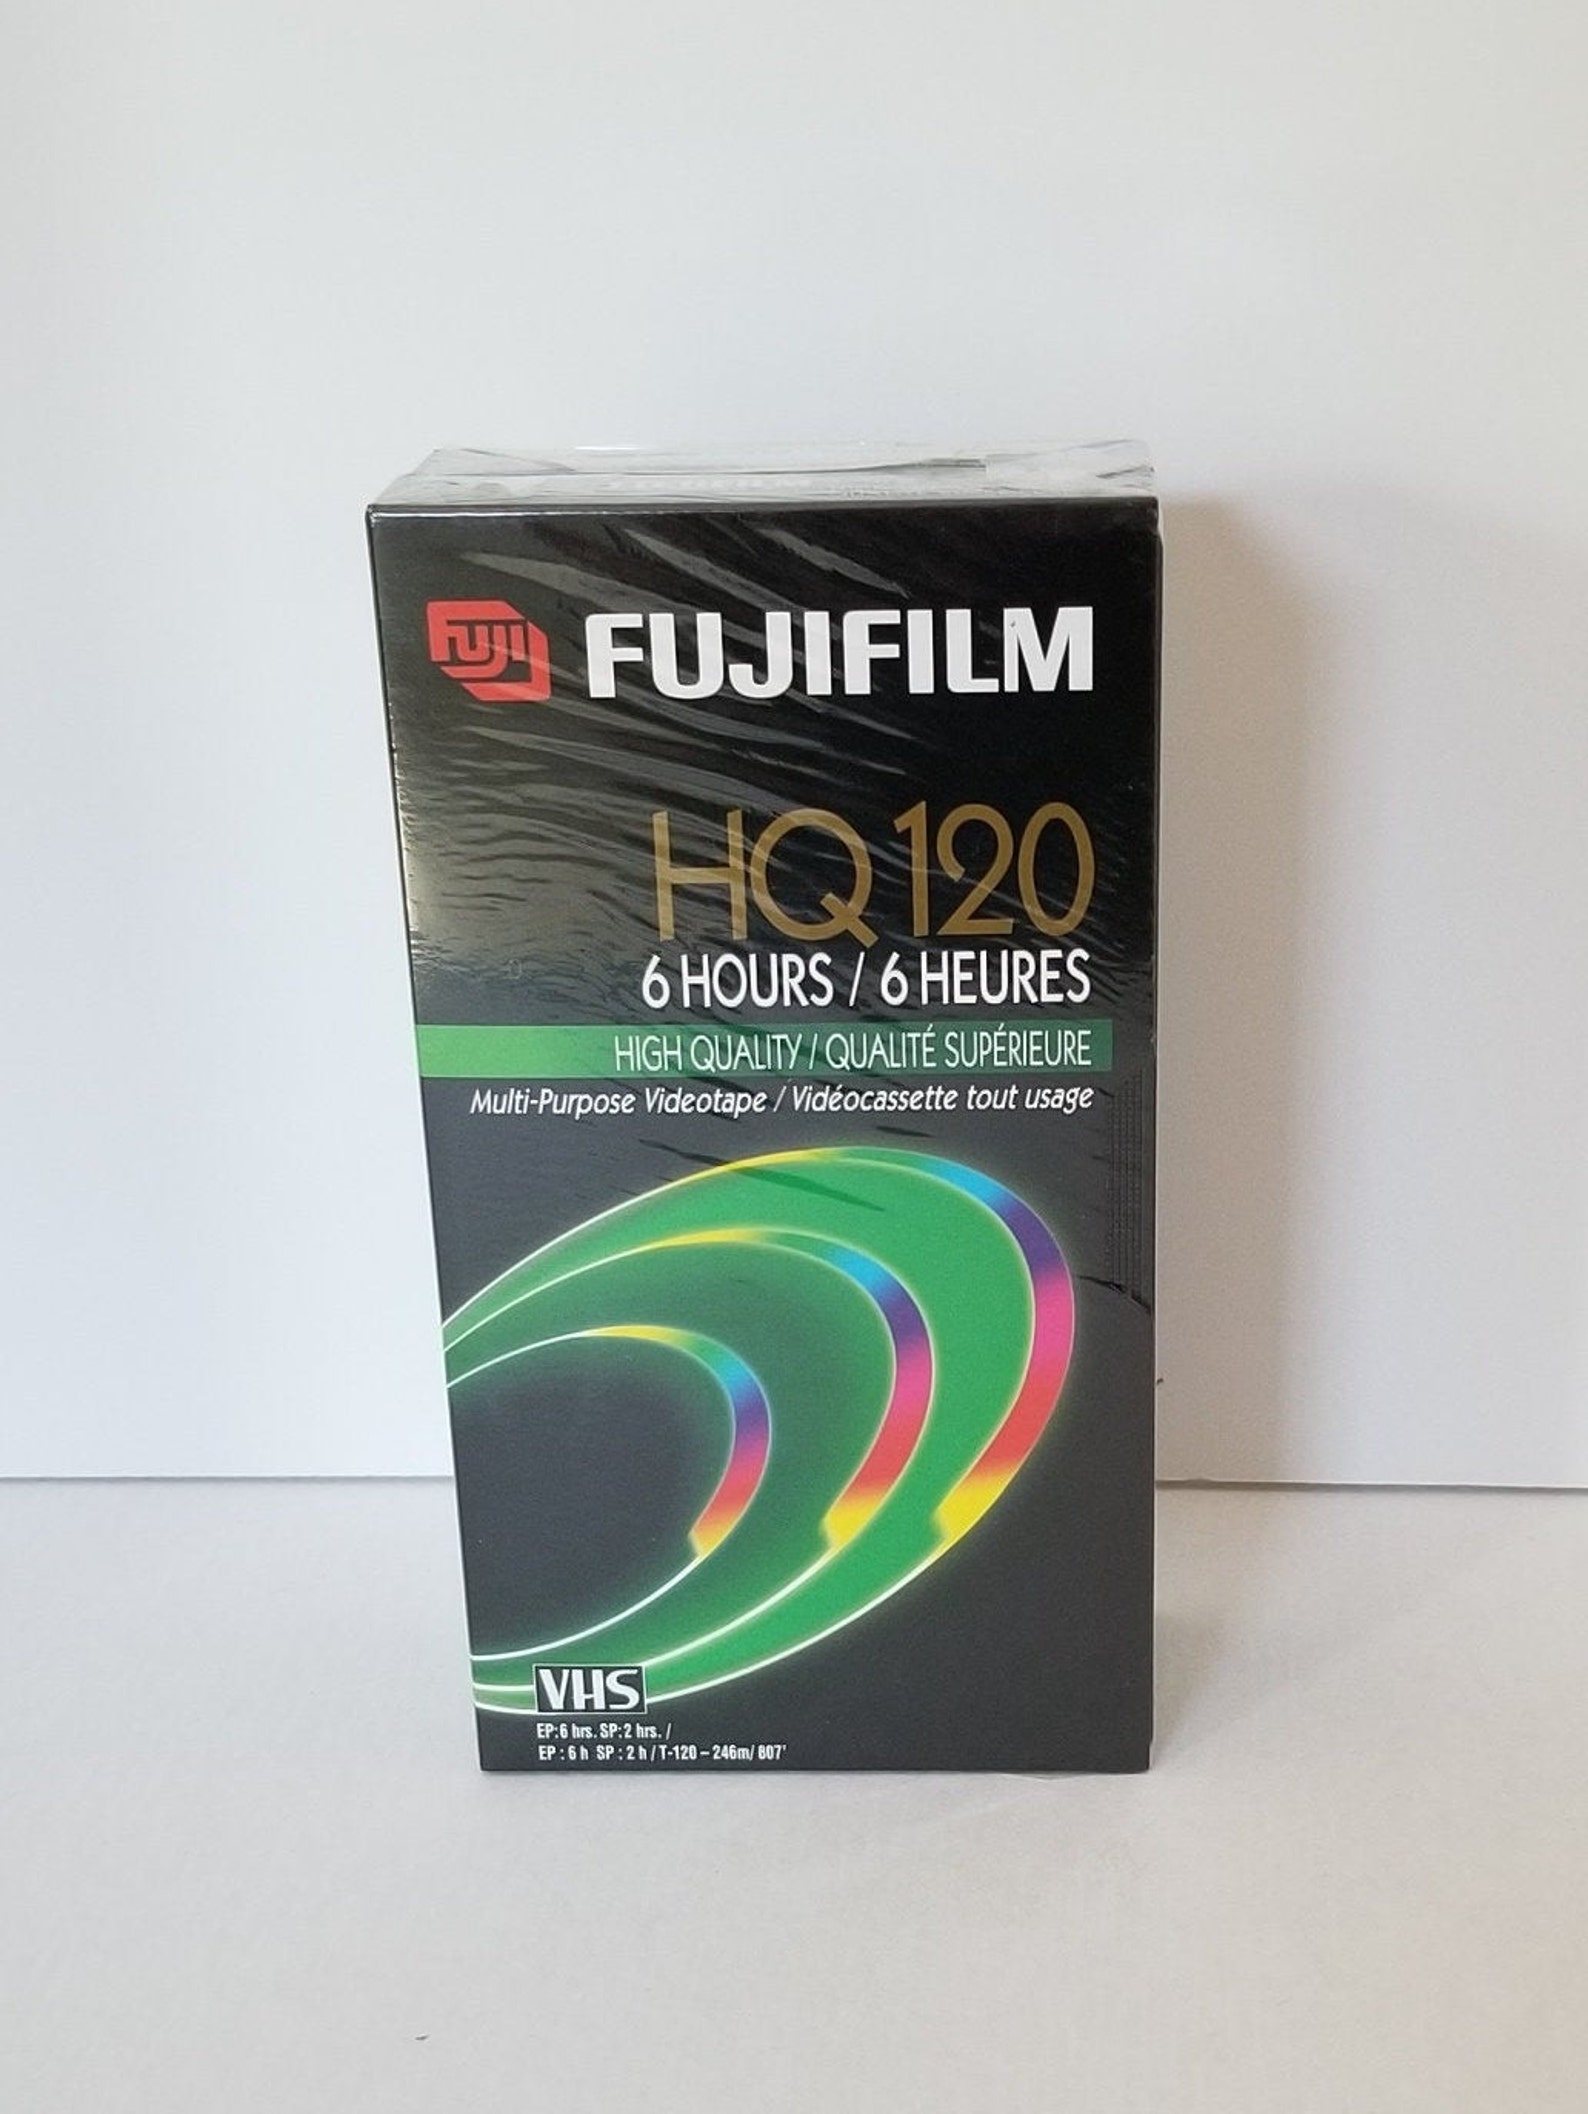 FUJI FUJIFILM
HQ 120
6 HOURS / 6 HEURES
HIGH QUALITY / QUALITÉ SUPÉRIEURE
Multi-Purpose Videotape / Vidéocassette tout usage
VHS
EP:6 hrs. SP:2 hrs. /
EP : 6 h SP : 2 h / T-120 – 246m/ 807'